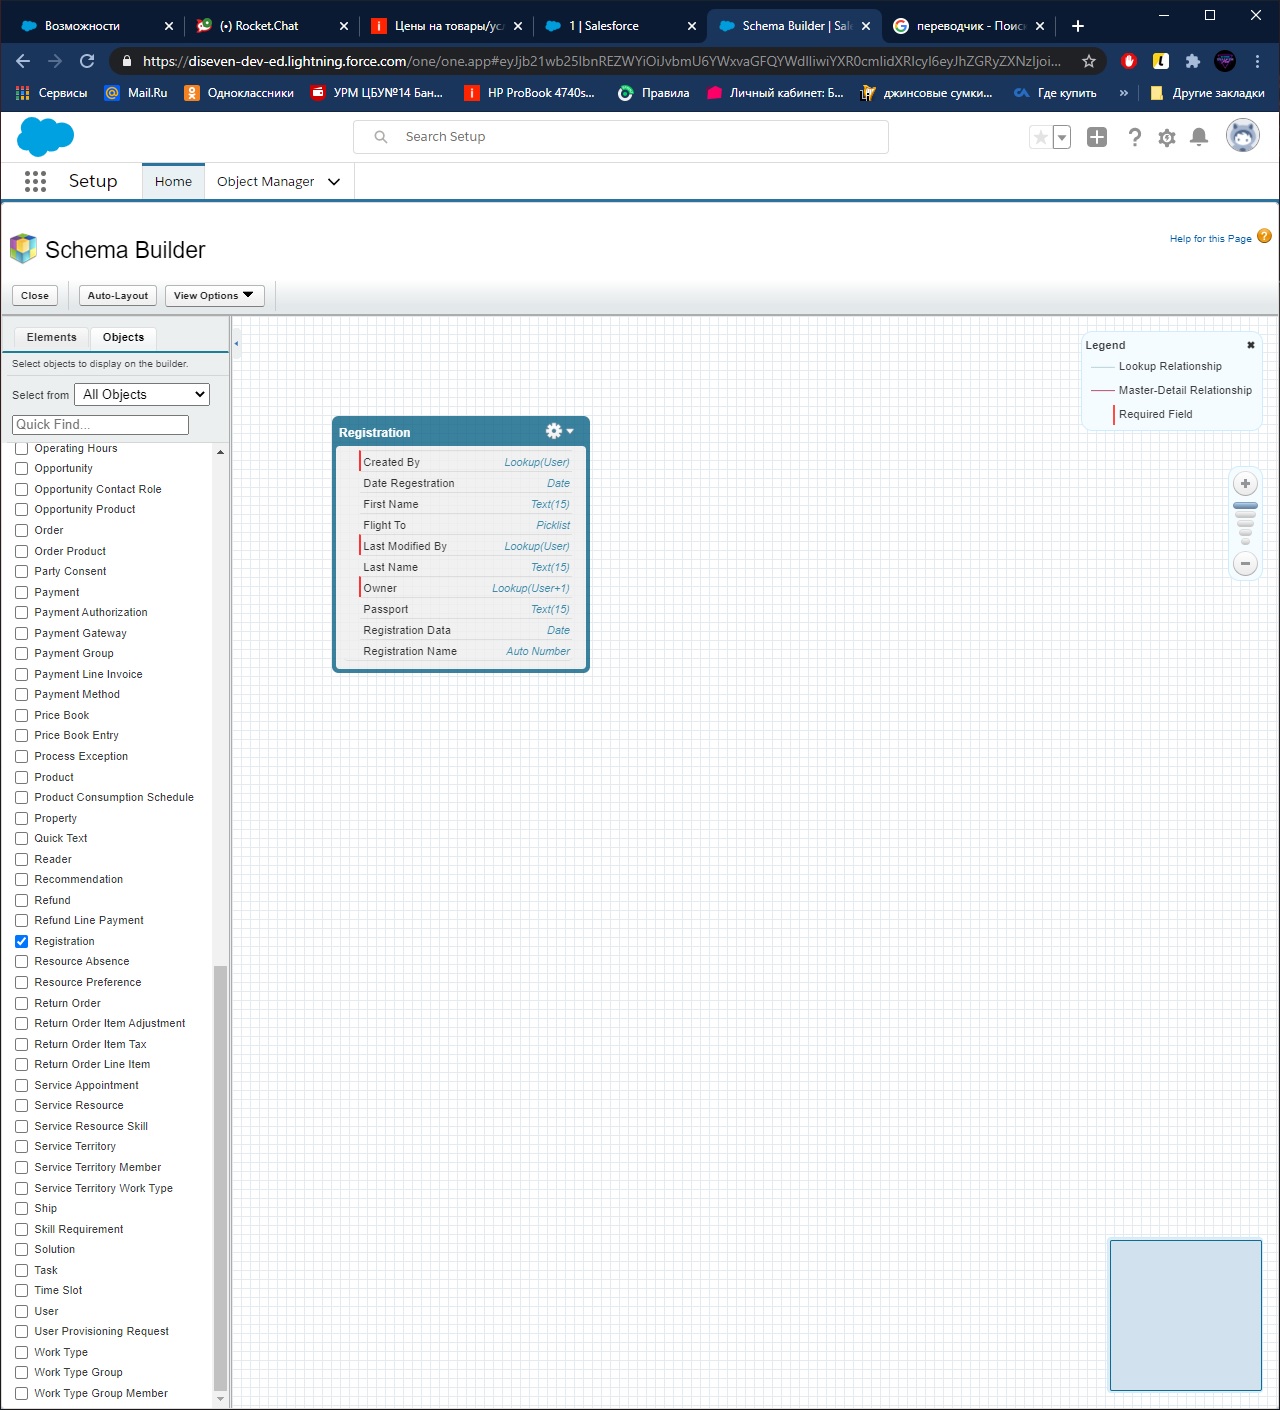 Возможности
(•) Rocket.Chat
Цены на товары/ус
1 | Salesforce
Schema Builder | Sal
переводчик - Поис
https://diseven-dev-ed.lightning.force.com
Сервисы
Mail.Ru
Одноклассники
УРМ ЦБУ№14 Бан...
HP ProBook 4740s...
Правила
Личный кабинет: Б...
джинсовые сумки...
Где купить
»
Другие закладки
Search Setup
Setup
Home
Object Manager
Schema Builder
Help for this Page
Close
Auto-Layout
View Options
Elements
Objects
Select objects to display on the builder.
Select from
All Objects
Quick Find...
Operating Hours
Opportunity
Opportunity Contact Role
Opportunity Product
Order
Order Product
Party Consent
Payment
Payment Authorization
Payment Gateway
Payment Group
Payment Line Invoice
Payment Method
Price Book
Price Book Entry
Process Exception
Product
Product Consumption Schedule
Property
Quick Text
Reader
Recommendation
Refund
Refund Line Payment
Registration
Resource Absence
Resource Preference
Return Order
Return Order Item Adjustment
Return Order Item Tax
Return Order Line Item
Service Appointment
Service Resource
Service Resource Skill
Service Territory
Service Territory Member
Service Territory Work Type
Ship
Skill Requirement
Solution
Task
Time Slot
User
User Provisioning Request
Work Type
Work Type Group
Work Type Group Member
Registration
Created By Lookup(User)
Date Regestration Date
First Name Text(15)
Flight To Picklist
Last Modified By Lookup(User)
Last Name Text(15)
Owner Lookup(User+1)
Passport Text(15)
Registration Data Date
Registration Name Auto Number
Legend
Lookup Relationship
Master-Detail Relationship
Required Field